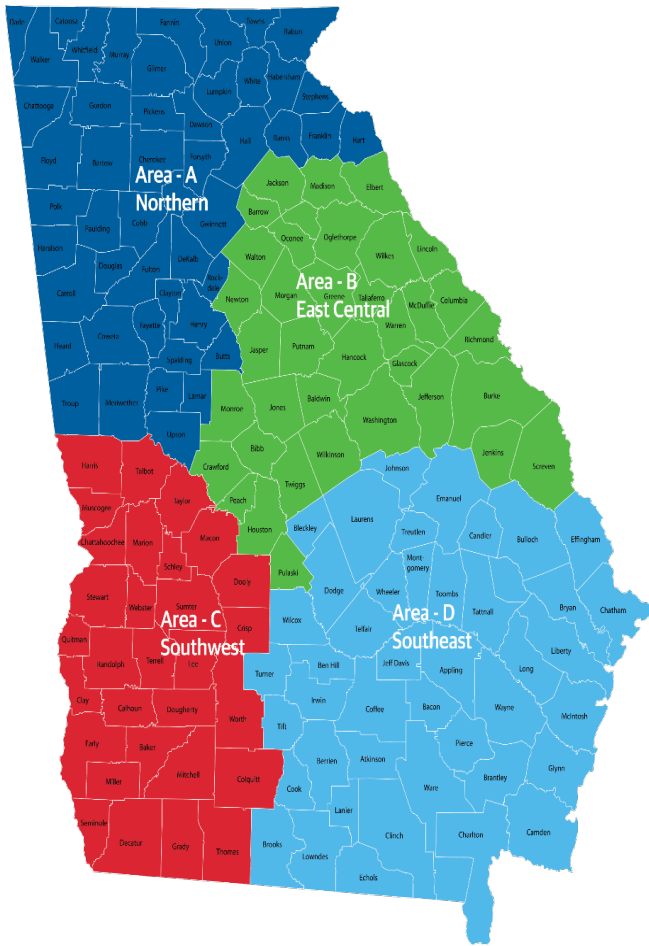 Dade
Catoosa
Fannin
Towns
Rabun
Whitfield
Murray
Union
Walker
Gilmer
White
Habersham
Lumpkin
Stephens
Chattooga
Gordon
Pickens
Dawson
Hall
Banks
Franklin
Hart
Floyd
Bartow
Cherokee
Forsyth
Area - A
Northern
Jackson
Madison
Elbert
Polk
Paulding
Cobb
Gwinnett
Barrow
Haralson
Douglas
Fulton
DeKalb
Rock-
dale
Oconee
Oglethorpe
Walton
Wilkes
Lincoln
Carroll
Clayton
Newton
Morgan
Area - B
East Central
Greene
Taliaferro
McDuffie
Columbia
Heard
Coweta
Fayette
Henry
Warren
Richmond
Spalding
Butts
Jasper
Putnam
Hancock
Glascock
Troup
Meriwether
Pike
Lamar
Monroe
Jones
Baldwin
Jefferson
Burke
Upson
Washington
Bibb
Wilkinson
Jenkins
Screven
Harris
Talbot
Crawford
Johnson
Taylor
Peach
Twiggs
Emanuel
Muscogee
Laurens
Houston
Bleckley
Treutlen
Candler
Bulloch
Effingham
Chattahoochee
Marion
Macon
Schley
Dooly
Pulaski
Mont-
gomery
Stewart
Webster
Sumter
Dodge
Wheeler
Toombs
Tattnall
Bryan
Chatham
Area - C
Southwest
Crisp
Wilcox
Telfair
Area - D
Southeast
Quitman
Randolph
Terrell
Lee
Turner
Ben Hill
Jeff Davis
Appling
Long
Liberty
Clay
Calhoun
Dougherty
Worth
Tift
Irwin
Coffee
Bacon
Wayne
McIntosh
Early
Baker
Pierce
Miller
Mitchell
Colquitt
Berrien
Atkinson
Cook
Ware
Brantley
Glynn
Seminole
Lanier
Decatur
Grady
Thomas
Brooks
Lowndes
Clinch
Charlton
Camden
Echols